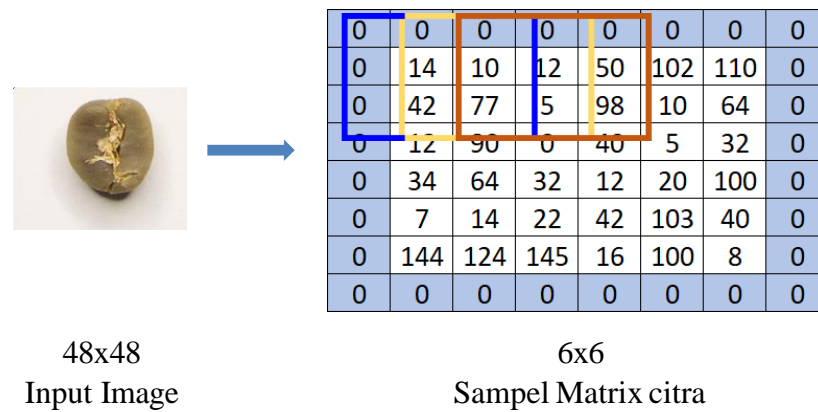 0 0 0 0 0 0 0 0
0 14 10 12 50 102 110 0
0 42 77 5 98 10 64 0
0 12 90 0 40 5 32 0
0 34 64 32 12 20 100 0
0 7 14 22 42 103 40 0
0 144 124 145 16 100 8 0
0 0 0 0 0 0 0 0
48x48
Input Image
6x6
Sampel Matrix citra